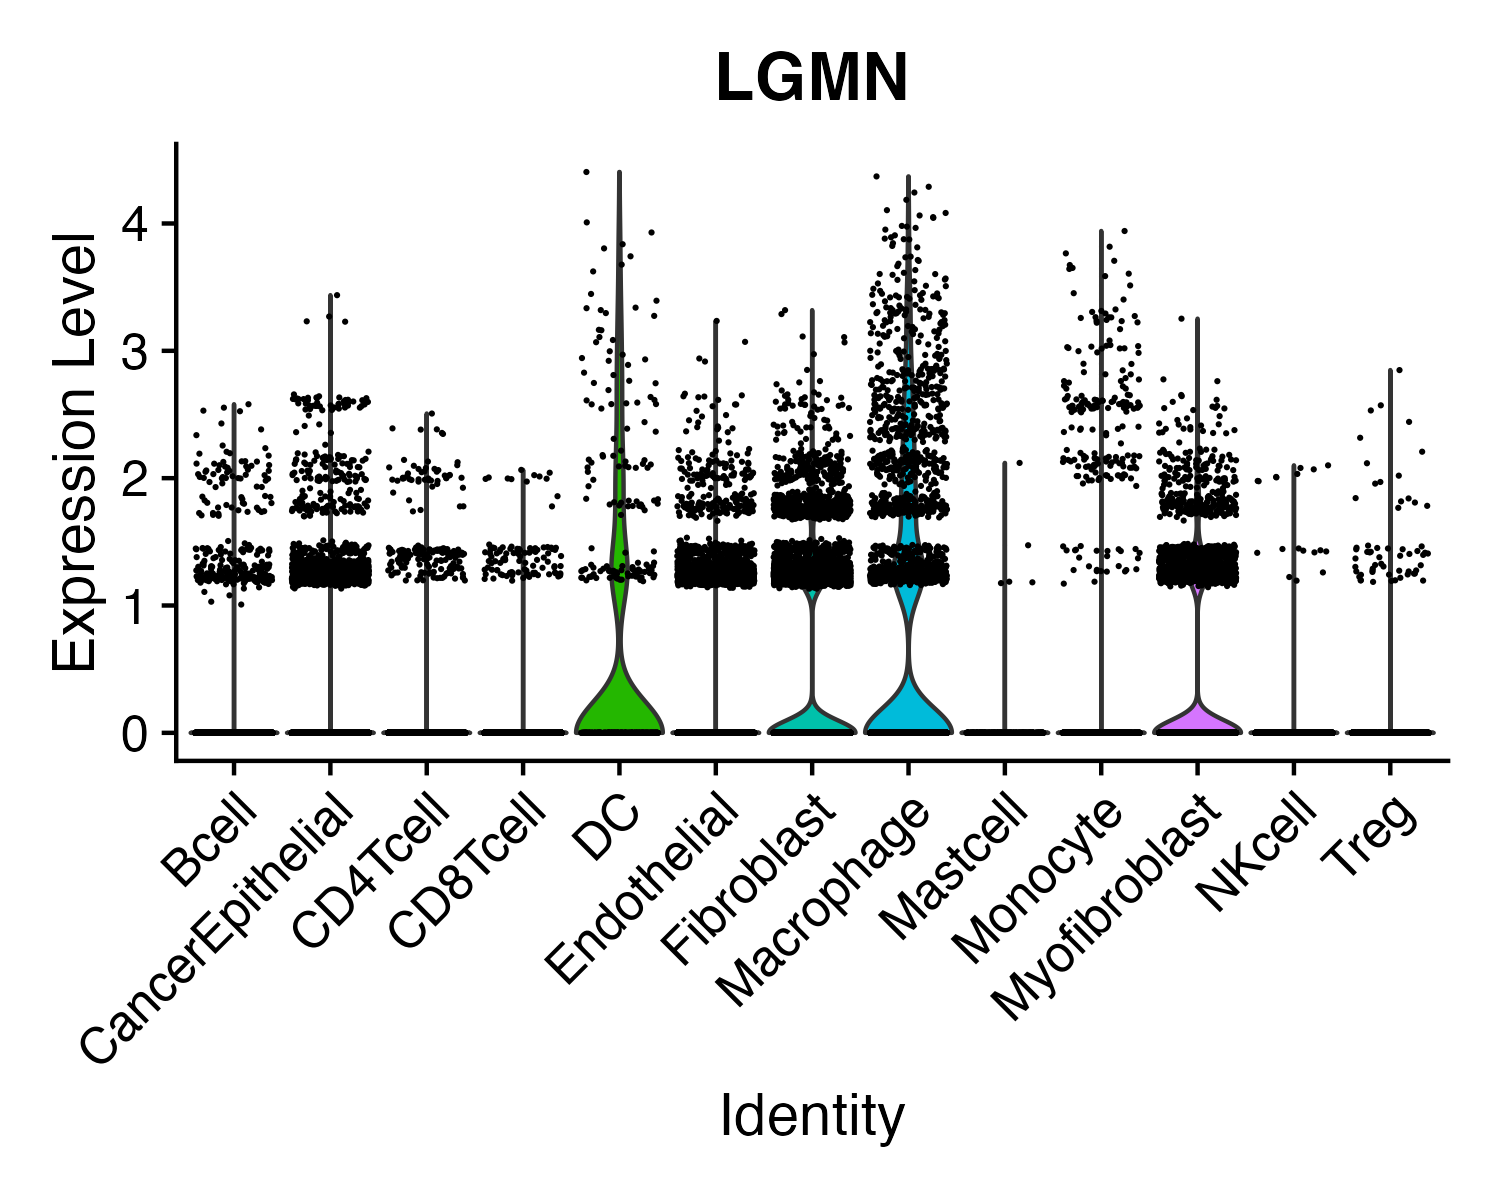 LGMN
Expression Level
4
3
2
1
0
Bcell
CancerEpithelial
CD4Tcell
CD8Tcell
DC
Endothelial
Fibroblast
Macrophage
Mastcell
Monocyte
Myofibroblast
NKcell
Treg
Identity